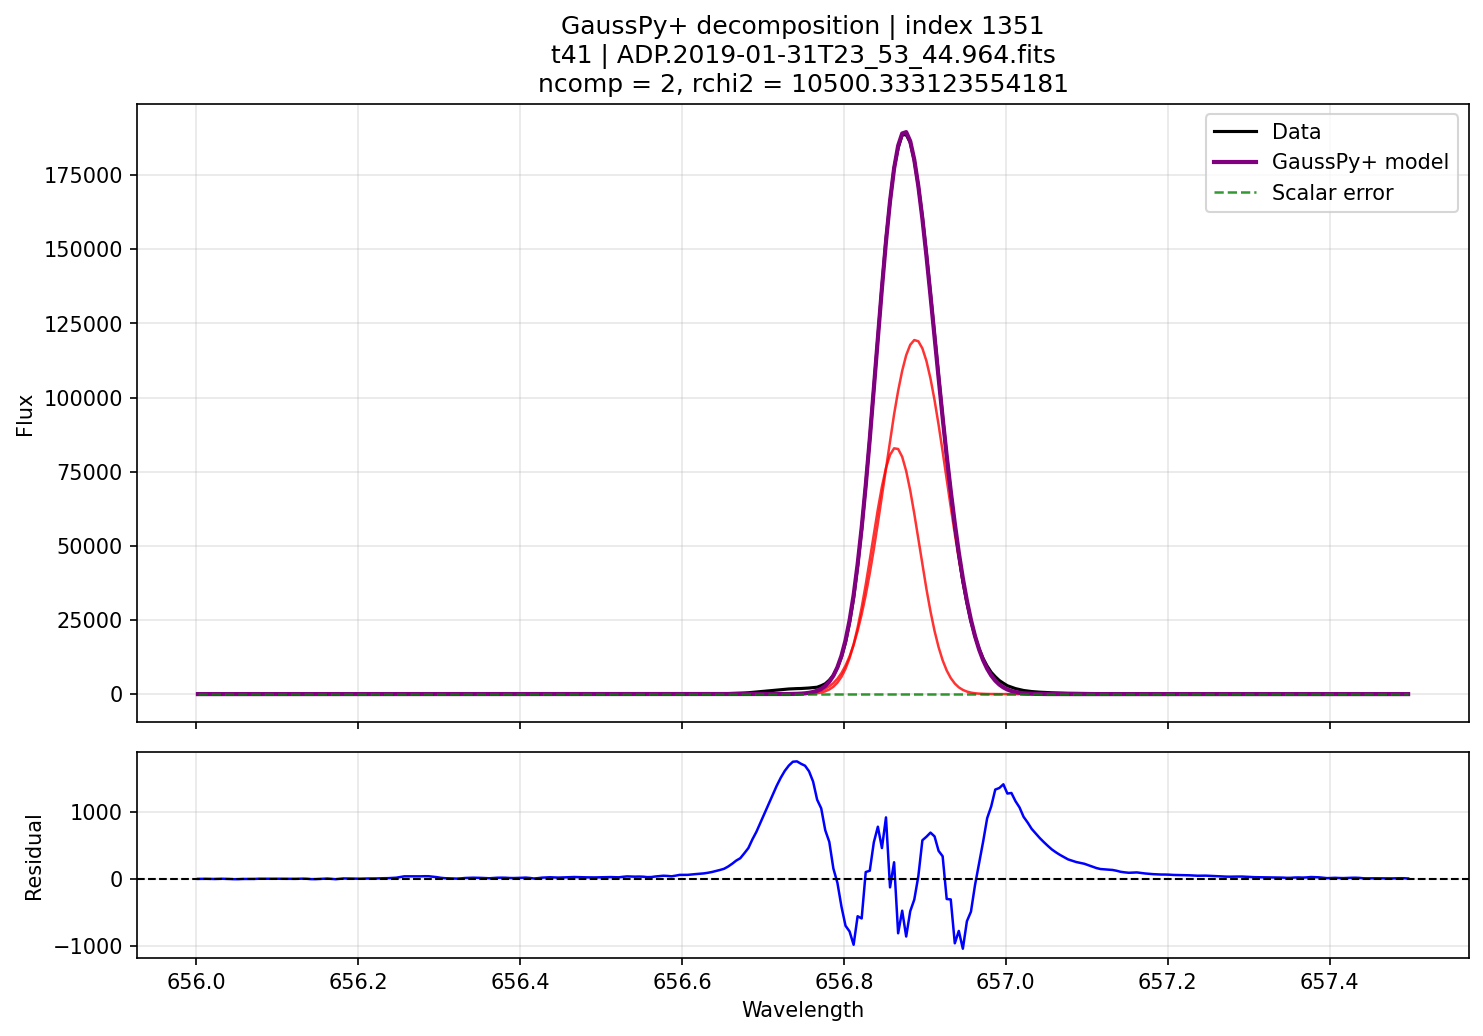 GaussPy+ decomposition | index 1351
t41 | ADP.2019-01-31T23_53_44.964.fits
ncomp = 2, rchi2 = 10500.333123554181
Data
GaussPy+ model
Scalar error
175000
150000
125000
100000
75000
50000
25000
0
Flux
1000
0
−1000
Residual
656.0
656.2
656.4
656.6
656.8
657.0
657.2
657.4
Wavelength